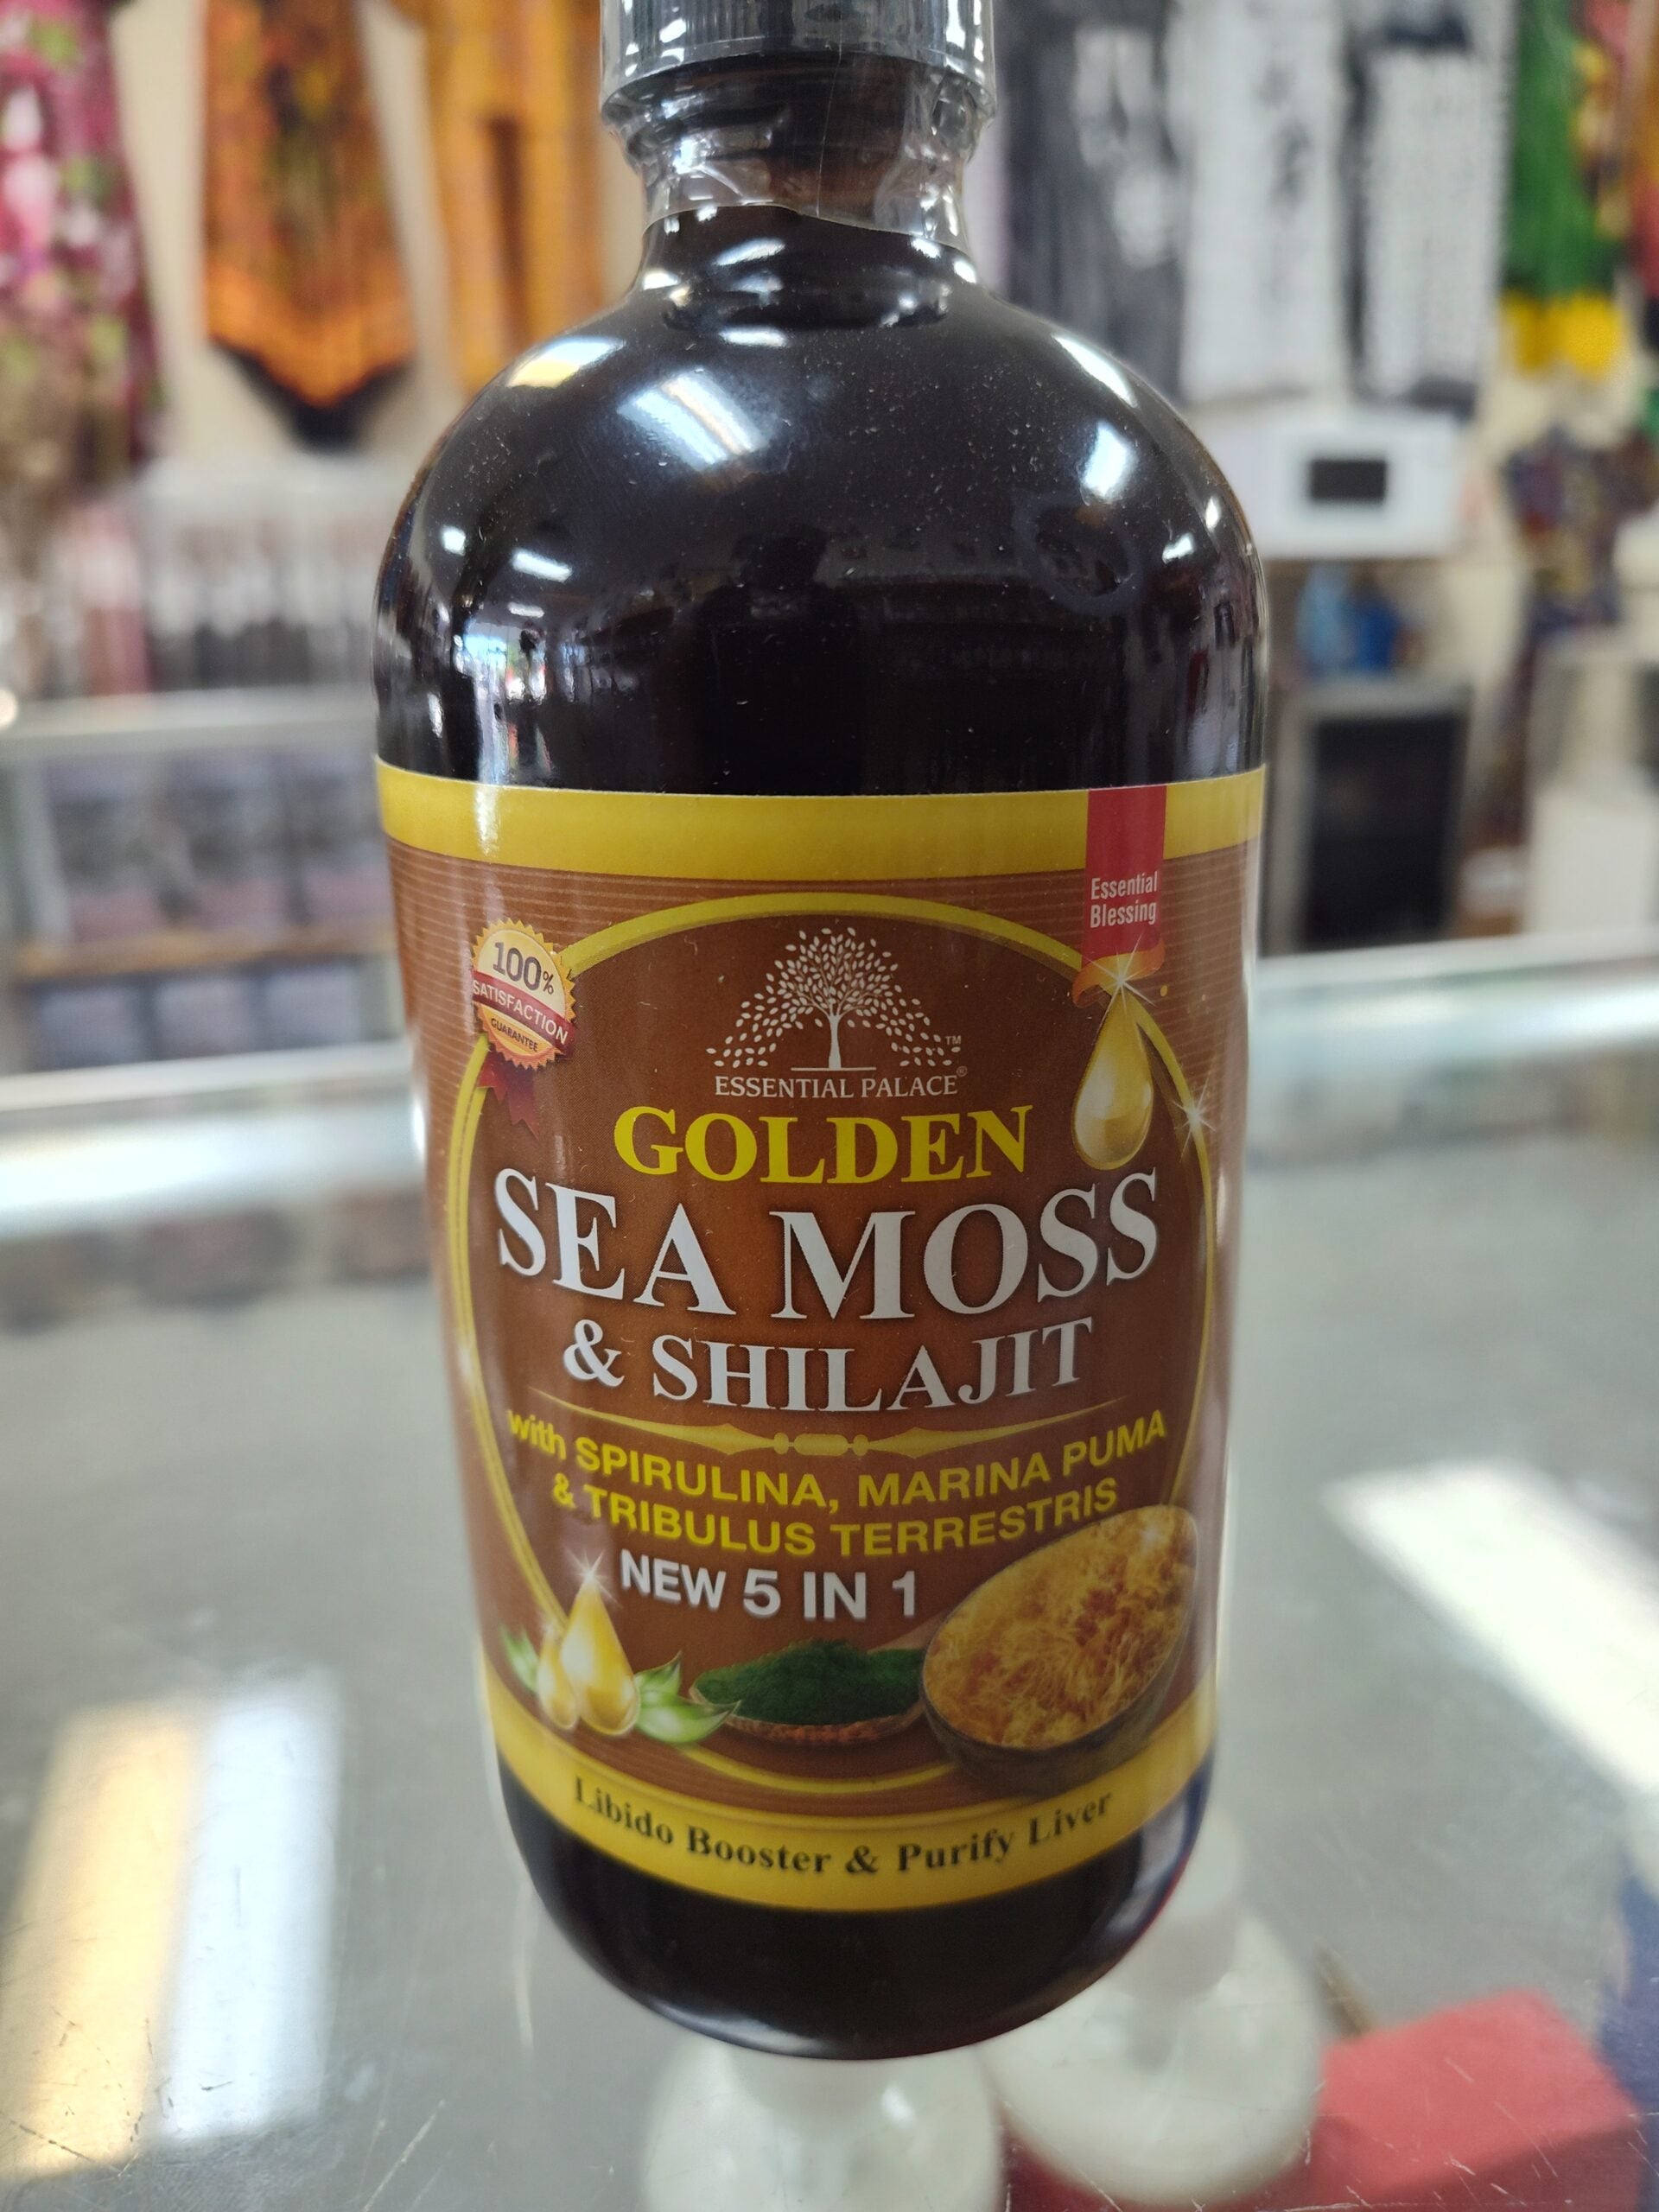 Essential
Blessing
100%
SATISFACTION
GUARANTEE
™
ESSENTIAL PALACE®
GOLDEN
SEA MOSS
& SHILAJIT
with SPIRULINA, MARINA PUMA
& TRIBULUS TERRESTRIS
NEW 5 IN 1
Libido Booster & Purify Liver